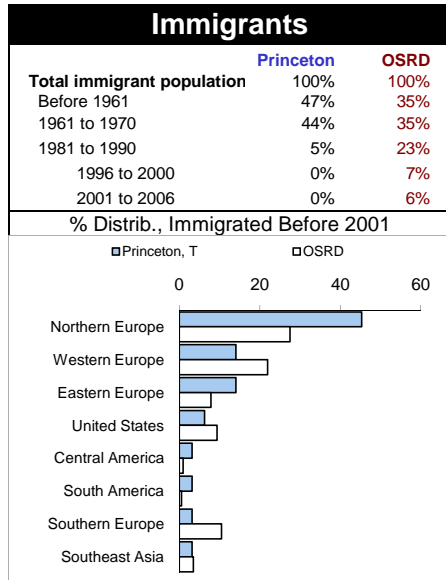 Immigrants
Princeton OSRD
Total immigrant population 100% 100%
Before 1961 47% 35%
1961 to 1970 44% 35%
1981 to 1990 5% 23%
1996 to 2000 0% 7%
2001 to 2006 0% 6%
% Distrib., Immigrated Before 2001
Princeton, T OSRD
0 20 40 60
Northern Europe
Western Europe
Eastern Europe
United States
Central America
South America
Southern Europe
Southeast Asia